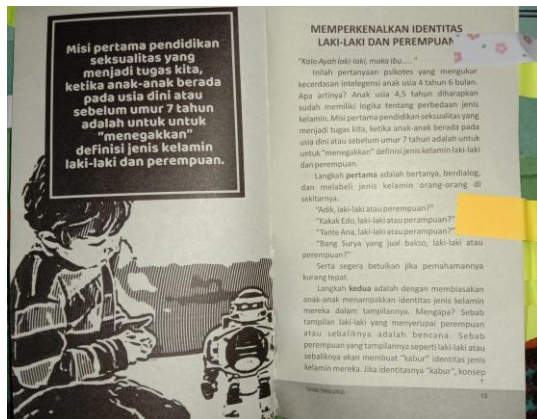 Misi pertama pendidikan
seksualitas yang
menjadi tugas kita,
ketika anak-anak berada
pada usia dini atau
sebelum umur 7 tahun
adalah untuk untuk
"menegakkan"
definisi jenis kelamin
laki-laki dan perempuan.
MEMPERKENALKAN IDENTITAS
LAKI-LAKI DAN PEREMPUAN
"Kalo Ayah laki-laki, maka Ibu..... "
Inilah pertanyaan psikotes yang mengukur
kecerdasan intelegensi anak usia 4 tahun 6 bulan.
Apa artinya? Anak usia 4,5 tahun diharapkan
sudah memiliki logika tentang perbedaan jenis
kelamin. Misi pertama pendidikan seksualitas yang
menjadi tugas kita, ketika anak-anak berada pada
usia dini atau sebelum umur 7 tahun adalah untuk
untuk "menegakkan" definisi jenis kelamin laki-laki
dan perempuan.
Langkah pertama adalah bertanya, berdialog,
dan melabeli jenis kelamin orang-orang di
sekitarnya.
"Adik, laki-laki atau perempuan?"
"Kakak Edo, laki-laki atau perampuan?"
"Tante Ana, laki-laki atau perampuan?"
"Bang Surya yang jual bakso, laki-laki atau
perempuan?"
Serta segera betulkan jika pemahamannya
kurang tepat.
Langkah kedua adalah dengan membiasakan
anak-anak menampakkan identitas jenis kelamin
mereka dalam tampilannya. Mengapa? Sebab
tampilan laki-laki yang menyerupai perempuan
atau sebaliknya adalah bencana. Sebab
perempuan yang tampilannya seperti laki-laki atau
sebaliknya akan membuat "kabur" identitas jenis
kelamin mereka. Jika identitasnya "kabur", konsep